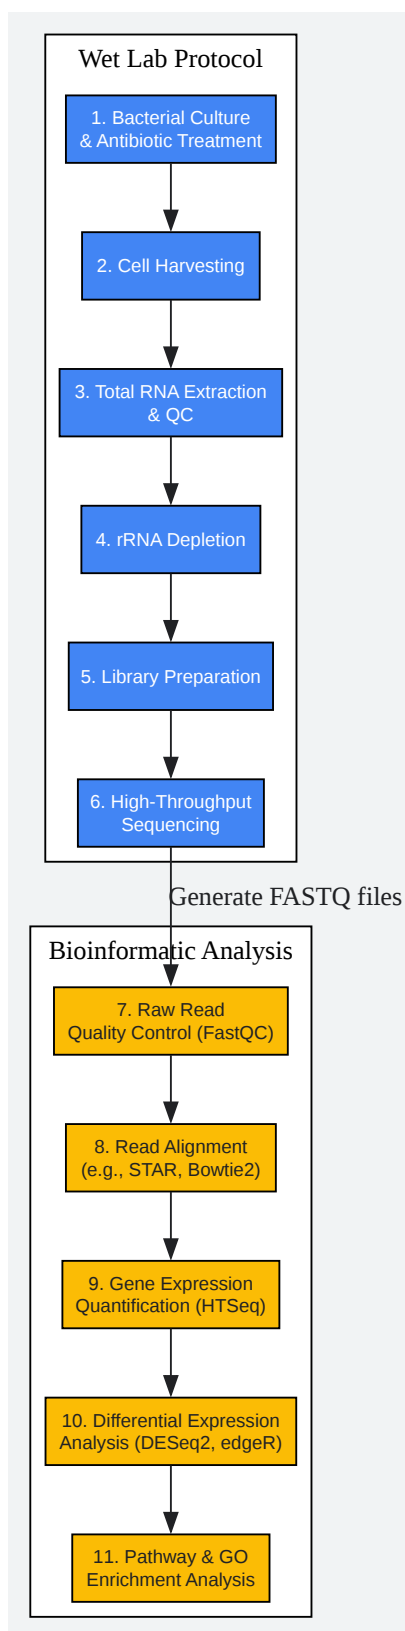 Wet Lab Protocol
1. Bacterial Culture
& Antibiotic Treatment
2. Cell Harvesting
3. Total RNA Extraction
& QC
4. rRNA Depletion
5. Library Preparation
6. High-Throughput
Sequencing
Generate FASTQ files
Bioinformatic Analysis
7. Raw Read
Quality Control (FastQC)
8. Read Alignment
(e.g., STAR, Bowtie2)
9. Gene Expression
Quantification (HTSeq)
10. Differential Expression
Analysis (DESeq2, edgeR)
11. Pathway & GO
Enrichment Analysis